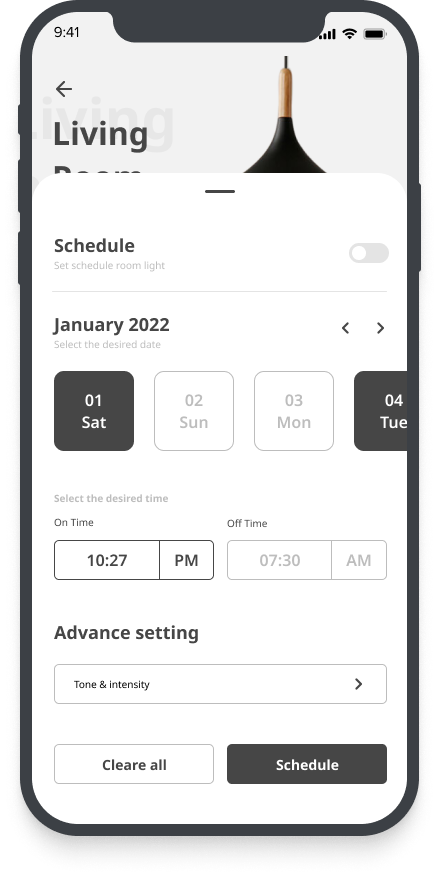 9:41
Living
Living
Room
Schedule
Set schedule room light
January 2022
Select the desired date
01 02 03 04
Sat Sun Mon Tue
Select the desired time
On Time Off Time
10:27 PM 07:30 AM
Advance setting
Tone & intensity
Cleare all Schedule